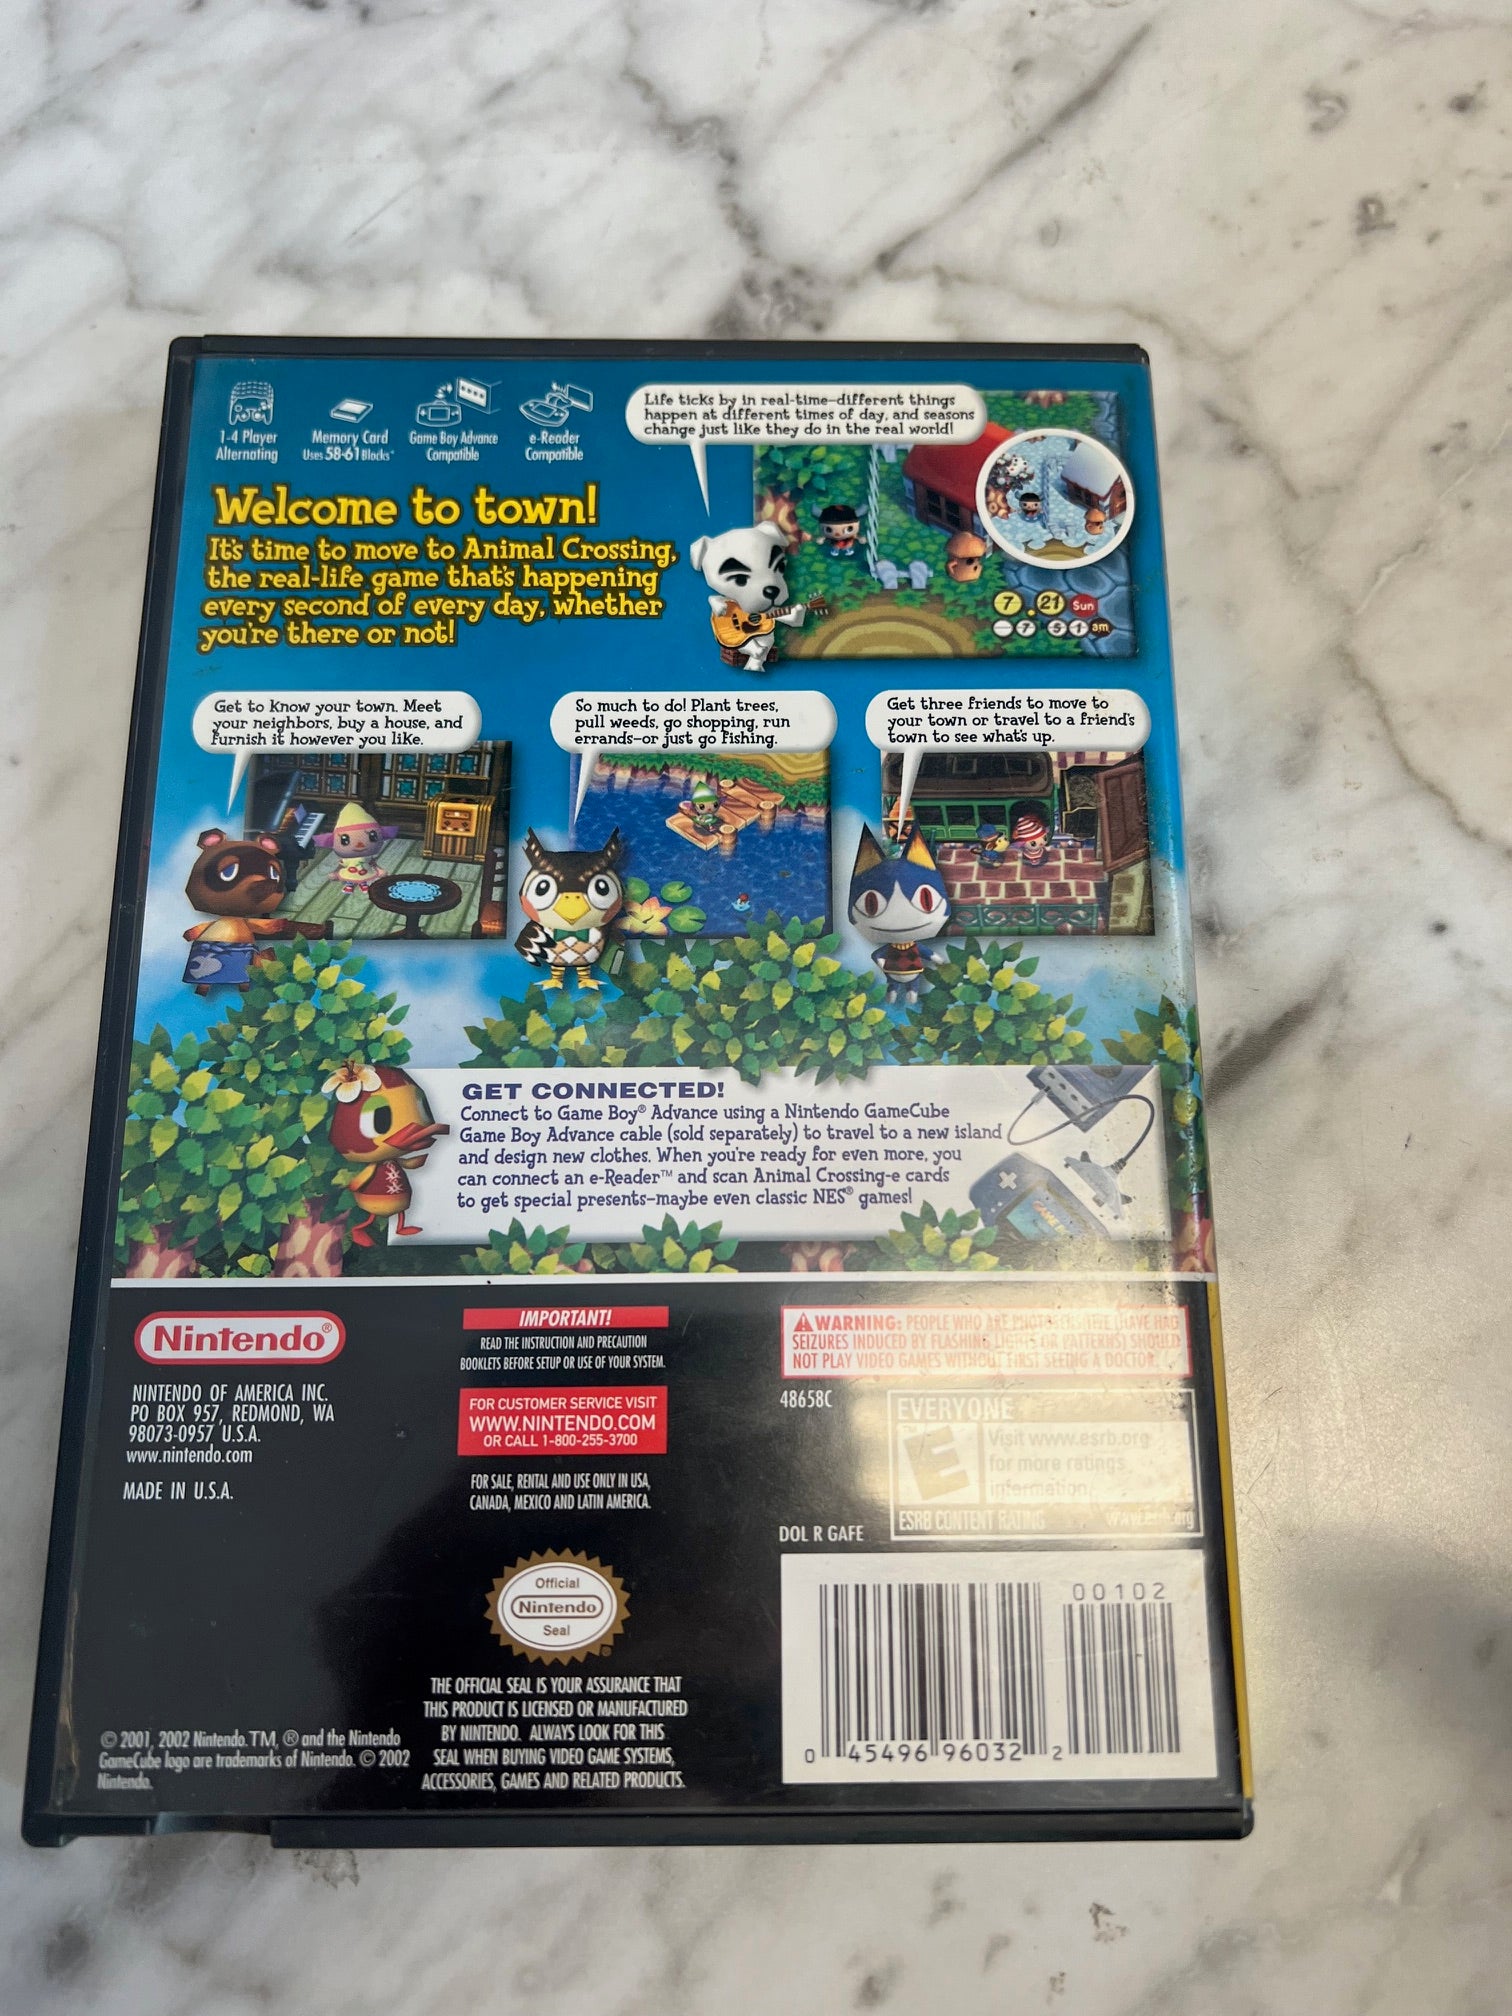 1-4 Player
Alternating
Memory Card
Uses 58-61 Blocks
Game Boy Advance
Compatible
e-Reader
Compatible
Life ticks by in real-time–different things
happen at different times of day, and seasons
change just like they do in the real world!
Welcome to town!
It's time to move to Animal Crossing,
the real-life game that's happening
every second of every day, whether
you're there or not!
7 . 21 Sun
7 51 am
Get to know your town. Meet
your neighbors, buy a house, and
furnish it however you like.
So much to do! Plant trees,
pull weeds, go shopping, run
errands–or just go fishing.
Get three friends to move to
your town or travel to a friend's
town to see what's up.
GET CONNECTED!
Connect to Game Boy® Advance using a Nintendo GameCube
Game Boy Advance cable (sold separately) to travel to a new island
and design new clothes. When you're ready for even more, you
can connect an e-Reader™ and scan Animal Crossing-e cards
to get special presents–maybe even classic NES® games!
Nintendo®
NINTENDO OF AMERICA INC.
PO BOX 957, REDMOND, WA
98073-0957 U.S.A.
www.nintendo.com
MADE IN U.S.A.
IMPORTANT!
READ THE INSTRUCTION AND PRECAUTION
BOOKLETS BEFORE SETUP OR USE OF YOUR SYSTEM.
FOR CUSTOMER SERVICE VISIT
WWW.NINTENDO.COM
OR CALL 1-800-255-3700
FOR SALE, RENTAL AND USE ONLY IN USA,
CANADA, MEXICO AND LATIN AMERICA.
WARNING: PEOPLE WHO ARE PHOTOSENSITIVE (HAVE HAD
SEIZURES INDUCED BY FLASHING LIGHTS OR PATTERNS) SHOULD
NOT PLAY VIDEO GAMES WITHOUT FIRST SEEING A DOCTOR.
48658C
EVERYONE
E
Visit www.esrb.org
for more ratings
information.
ESRB CONTENT RATING www.esrb.org
DOL R GAFE
Official
Nintendo
Seal
®
THE OFFICIAL SEAL IS YOUR ASSURANCE THAT
THIS PRODUCT IS LICENSED OR MANUFACTURED
BY NINTENDO. ALWAYS LOOK FOR THIS
SEAL WHEN BUYING VIDEO GAME SYSTEMS,
ACCESSORIES, GAMES AND RELATED PRODUCTS.
00102
0 45496 96032 2
© 2001, 2002 Nintendo. TM, ® and the Nintendo
GameCube logo are trademarks of Nintendo. © 2002
Nintendo.